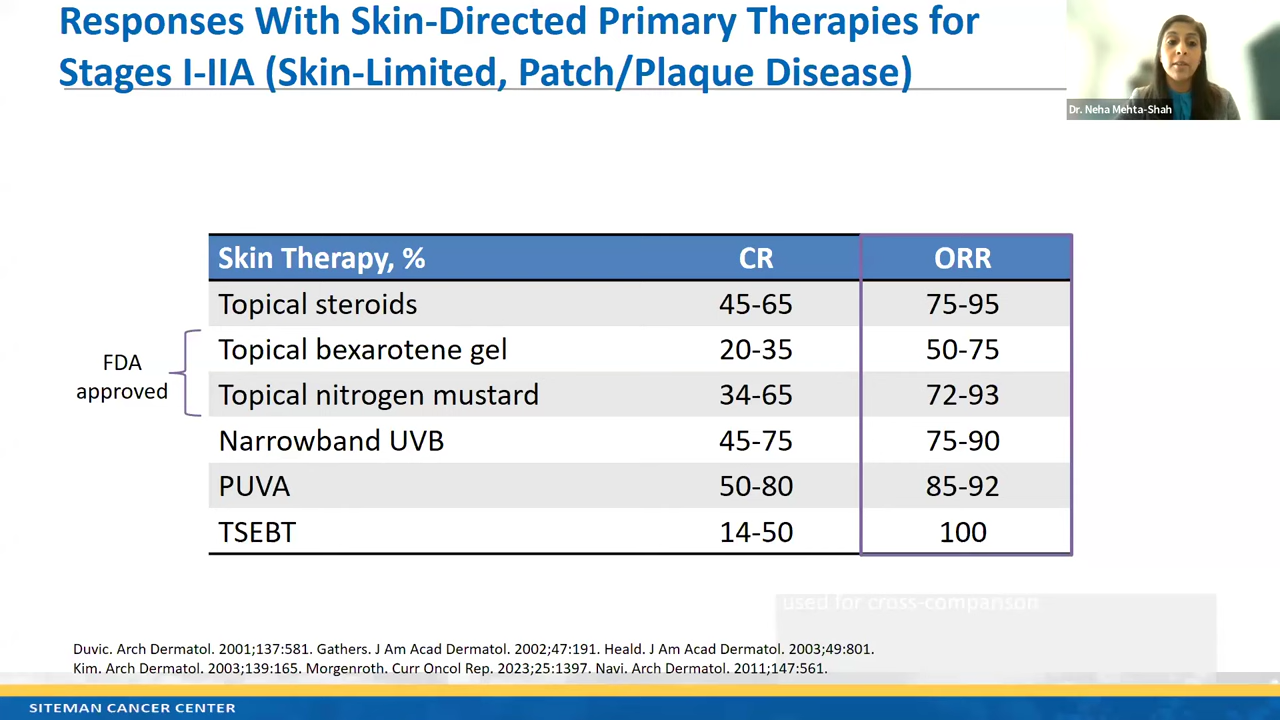 Responses With Skin-Directed Primary Therapies for
Stages I-IIA (Skin-Limited, Patch/Plaque Disease)
Dr. Neha Mehta-Shah
Skin Therapy, % CR ORR
Topical steroids 45-65 75-95
FDA
approved
Topical bexarotene gel 20-35 50-75
Topical nitrogen mustard 34-65 72-93
Narrowband UVB 45-75 75-90
PUVA 50-80 85-92
TSEBT 14-50 100
used for cross-comparison
Duvic. Arch Dermatol. 2001;137:581. Gathers. J Am Acad Dermatol. 2002;47:191. Heald. J Am Acad Dermatol. 2003;49:801.
Kim. Arch Dermatol. 2003;139:165. Morgenroth. Curr Oncol Rep. 2023;25:1397. Navi. Arch Dermatol. 2011;147:561.
SITEMAN CANCER CENTER